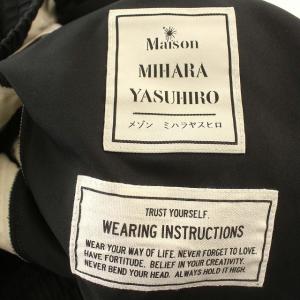 Maison
MIHARA
YASUHIRO
メゾン ミハラヤスヒロ
TRUST YOURSELF.
WEARING INSTRUCTIONS
WEAR YOUR WAY OF LIFE. NEVER FORGET TO LOVE.
HAVE FORTITUDE. BELIEF IN YOUR CREATIVITY.
NEVER BEND YOUR HEAD. ALWAYS HOLD IT HIGH.